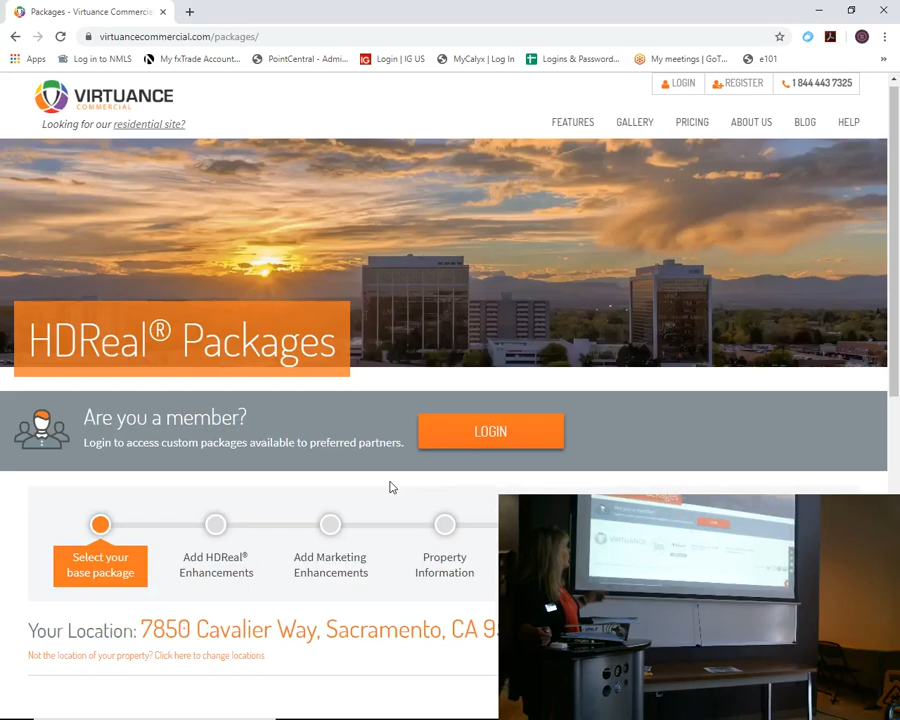 Packages - Virtuance Commercia
virtuancecommercial.com/packages/
Apps
Log in to NMLS
My fxTrade Account...
PointCentral - Admi...
Login | IG US
MyCalyx | Log In
Logins & Password...
My meetings | GoT...
e101
»
VIRTUANCE
COMMERCIAL
Looking for our residential site?
LOGIN
REGISTER
1 844 443 7325
FEATURES
GALLERY
PRICING
ABOUT US
BLOG
HELP
HDReal® Packages
Are you a member?
Login to access custom packages available to preferred partners.
LOGIN
Select your
base package
Add HDReal®
Enhancements
Add Marketing
Enhancements
Property
Information
Your Location: 7850 Cavalier Way, Sacramento, CA 9
Not the location of your property? Click here to change locations.
VIRTUANCE